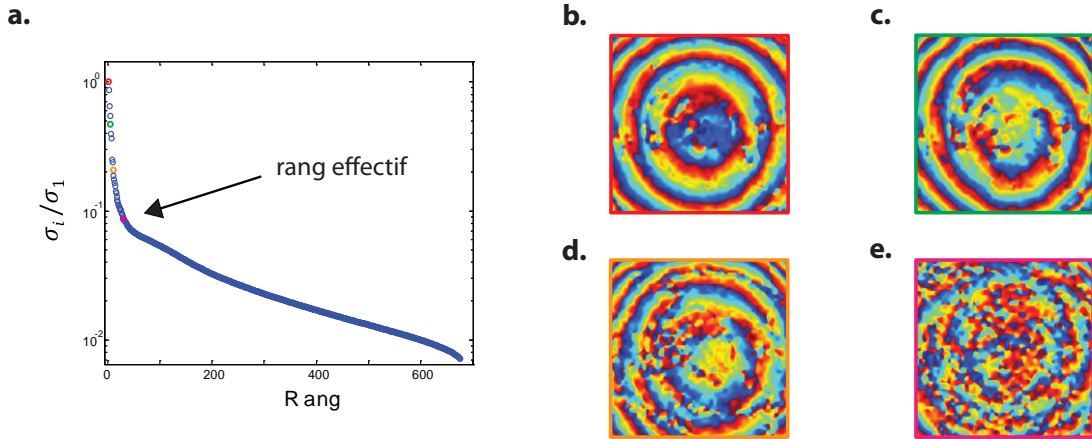 a.
b.
c.
10⁰
rang effectif
σᵢ /σ₁
10⁻¹
d.
e.
10⁻²
0
200
400
600
R ang